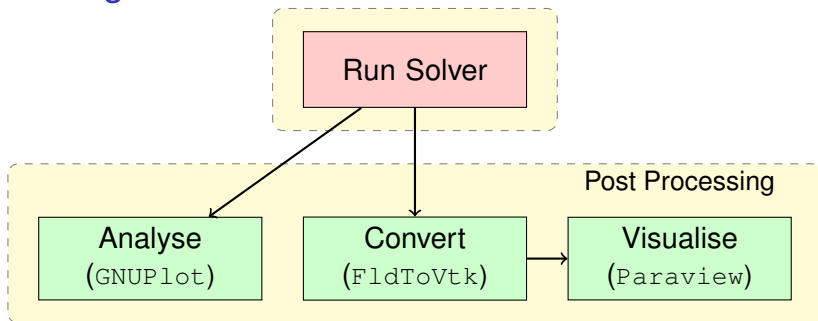 Run Solver
Post Processing
Analyse
(GNUPlot)
Convert
(FldToVtk)
Visualise
(Paraview)